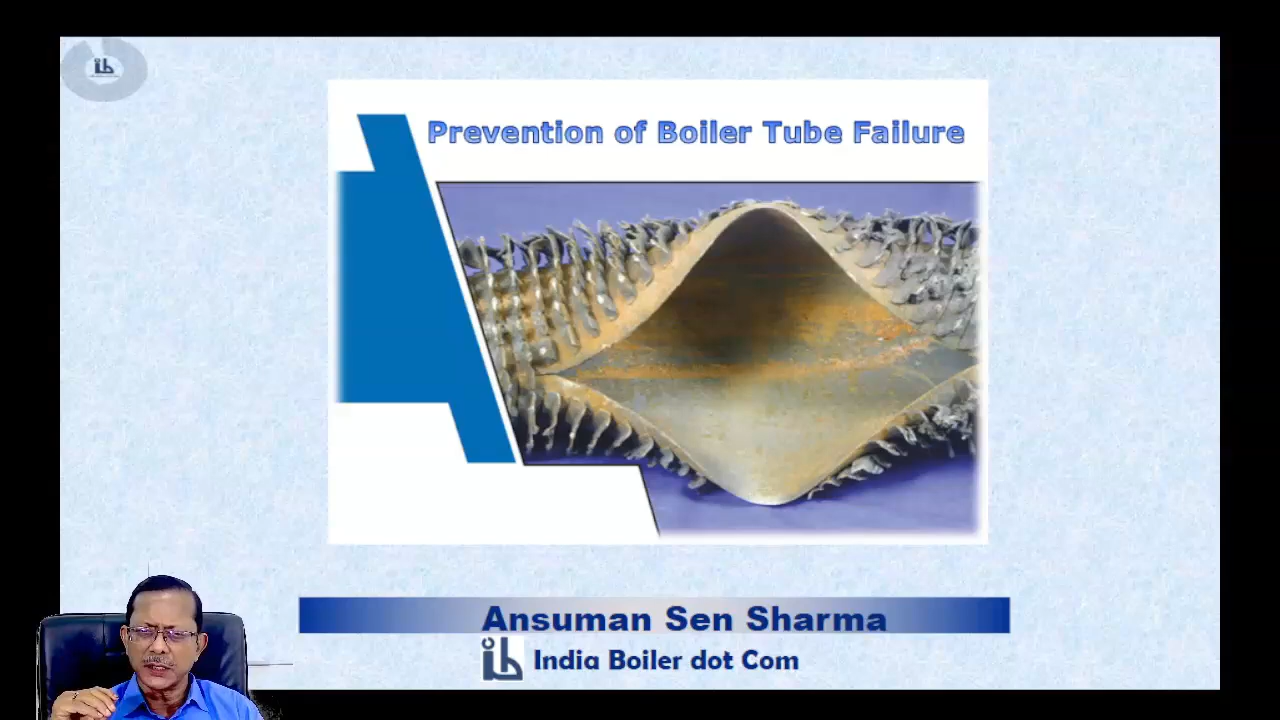 Prevention of Boiler Tube Failure
Ansuman Sen Sharma
India Boiler dot Com